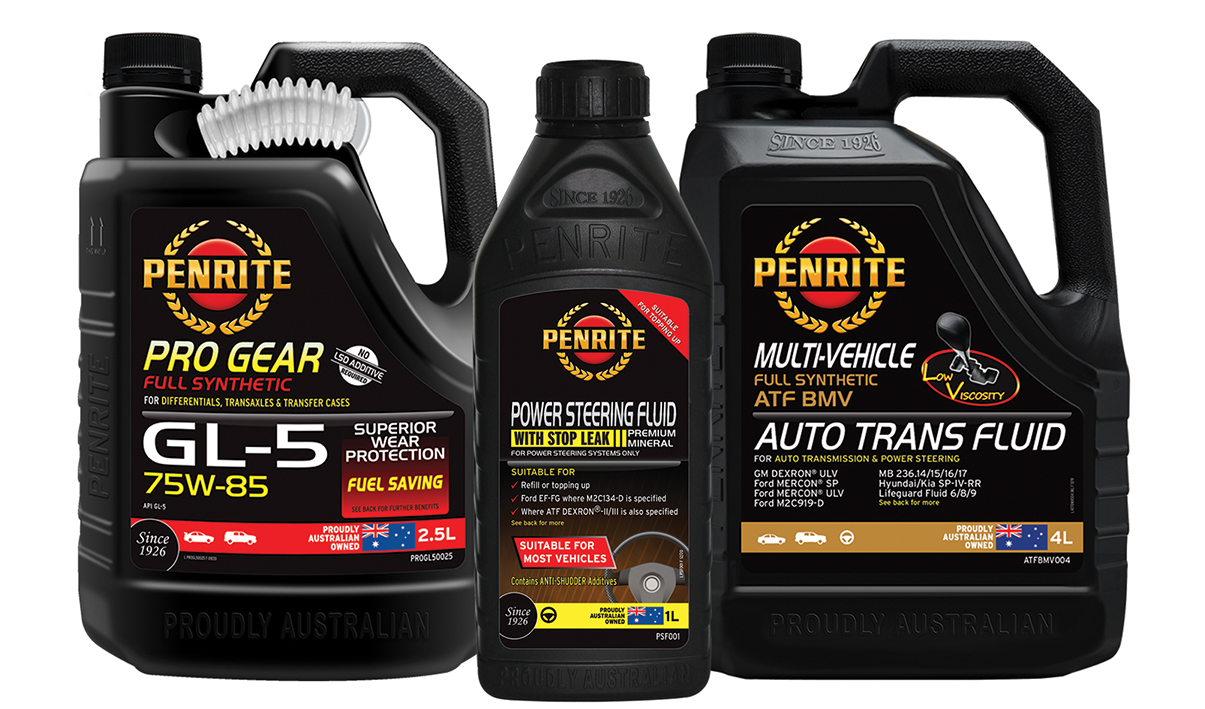 PENRITE
PRO GEAR
FULL SYNTHETIC
NO
LSD ADDITIVE
REQUIRED
FOR DIFFERENTIALS, TRANSAXLES & TRANSFER CASES
GL-5
75W-85
API GL-5
SUPERIOR
WEAR
PROTECTION
FUEL SAVING
SEE BACK FOR FURTHER BENEFITS
Since
1926
PROUDLY
AUSTRALIAN
OWNED
2.5L
PROGL50025
PENRITE
PROUDLY AUSTRALIAN
SINCE 1926
PENRITE
SUITABLE
FOR TOPPING UP
PENRITE
POWER STEERING FLUID
WITH STOP LEAK
PREMIUM
MINERAL
FOR POWER STEERING SYSTEMS ONLY
SUITABLE FOR
✓ Refill or topping up
✓ Ford EF-FG where M2C134-D is specified
✓ Where ATF DEXRON®-II/III is also specified
See back for more
SUITABLE FOR
MOST VEHICLES
Contains ANTI-SHUDDER Additives
Since
1926
PROUDLY
AUSTRALIAN
OWNED
1L
PSF001
PROUDLY AUSTRALIAN
SINCE 1926
PENRITE
MULTI-VEHICLE
FULL SYNTHETIC
ATF BMV
Low
Viscosity
AUTO TRANS FLUID
FOR AUTO TRANSMISSION & POWER STEERING
GM DEXRON® ULV
Ford MERCON® SP
Ford MERCON® ULV
Ford M2C919-D
MB 236.14/15/16/17
Hyundai/Kia SP-IV-RR
Lifeguard Fluid 6/8/9
See back for more
PROUDLY
AUSTRALIAN
OWNED
4L
ATFBMV004
PROUDLY AUSTRALIAN